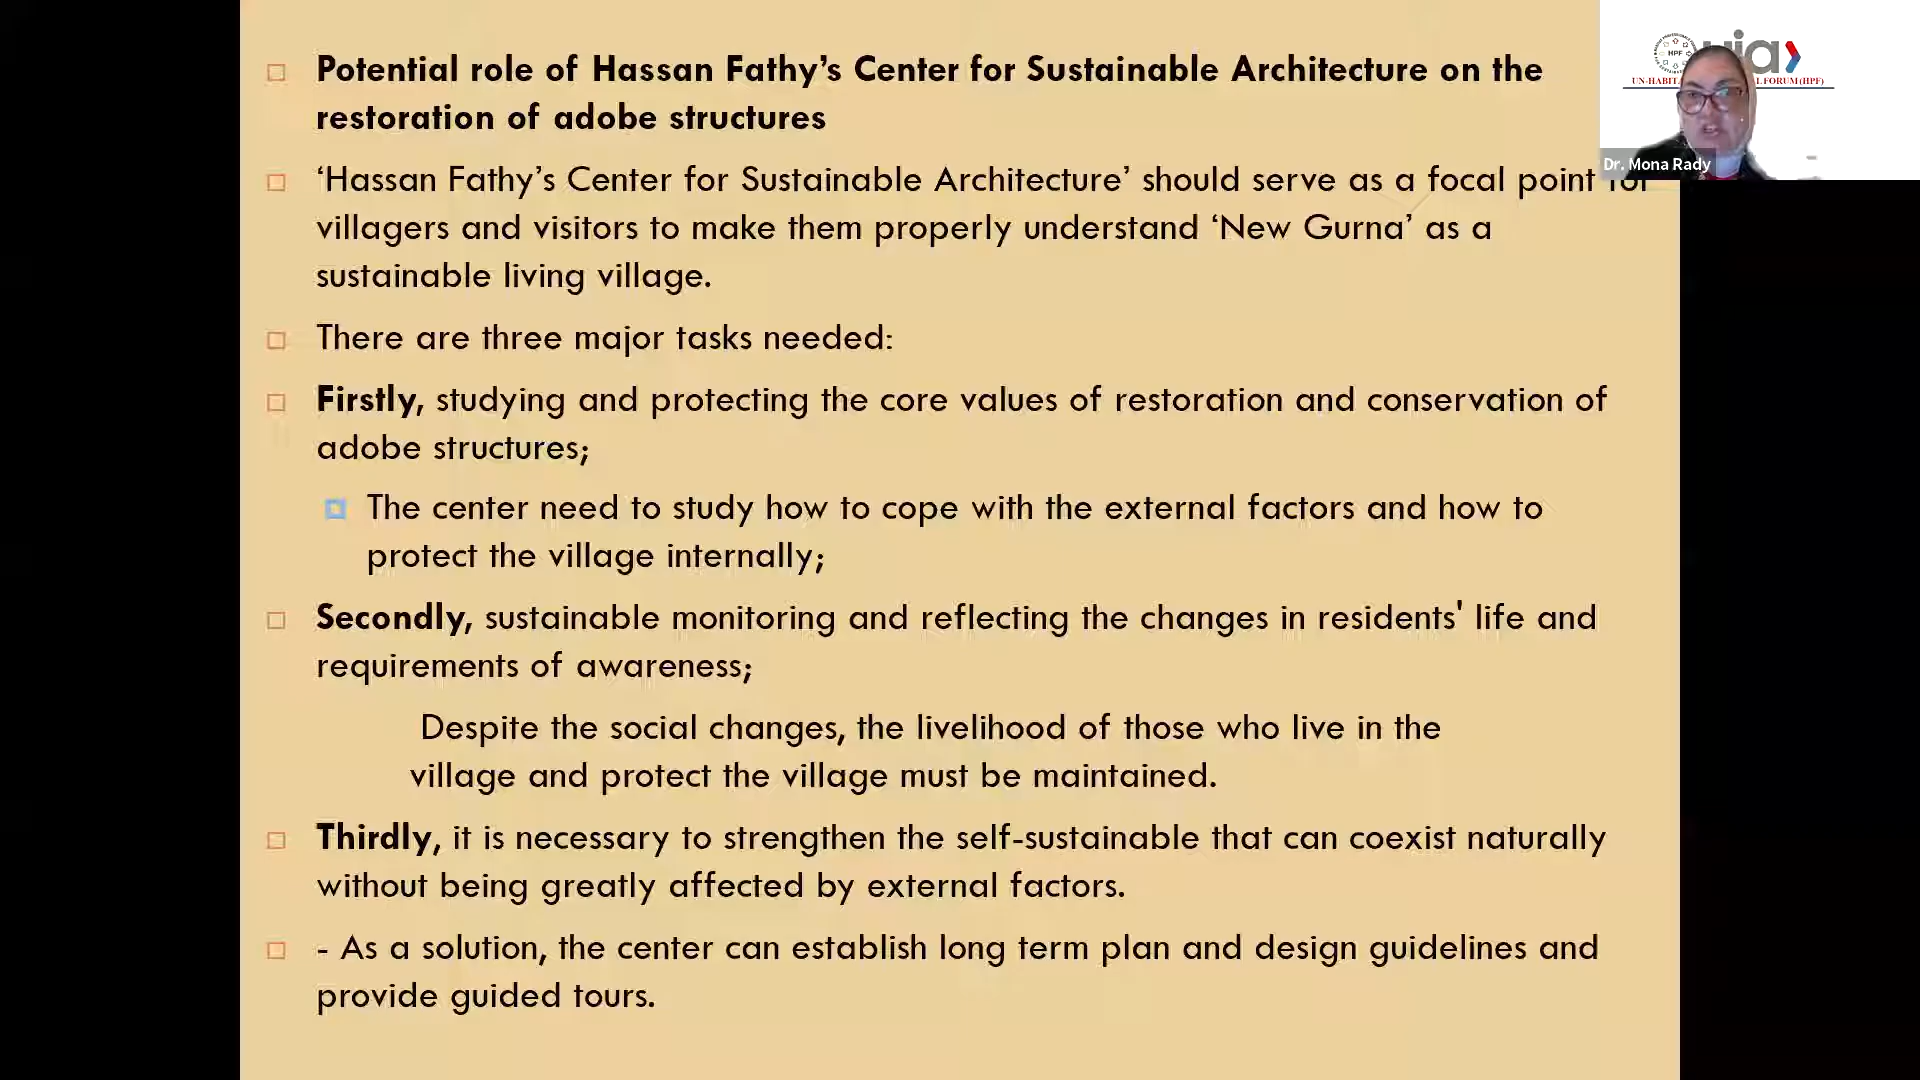 Potential role of Hassan Fathy’s Center for Sustainable Architecture on the
restoration of adobe structures
‘Hassan Fathy’s Center for Sustainable Architecture’ should serve as a focal point for
villagers and visitors to make them properly understand ‘New Gurna’ as a
sustainable living village.
There are three major tasks needed:
Firstly, studying and protecting the core values of restoration and conservation of
adobe structures;
The center need to study how to cope with the external factors and how to
protect the village internally;
Secondly, sustainable monitoring and reflecting the changes in residents' life and
requirements of awareness;
Despite the social changes, the livelihood of those who live in the
village and protect the village must be maintained.
Thirdly, it is necessary to strengthen the self-sustainable that can coexist naturally
without being greatly affected by external factors.
- As a solution, the center can establish long term plan and design guidelines and
provide guided tours.
HPF
uia
UN-HABIT L FORUM (HPF)
Dr. Mona Rady